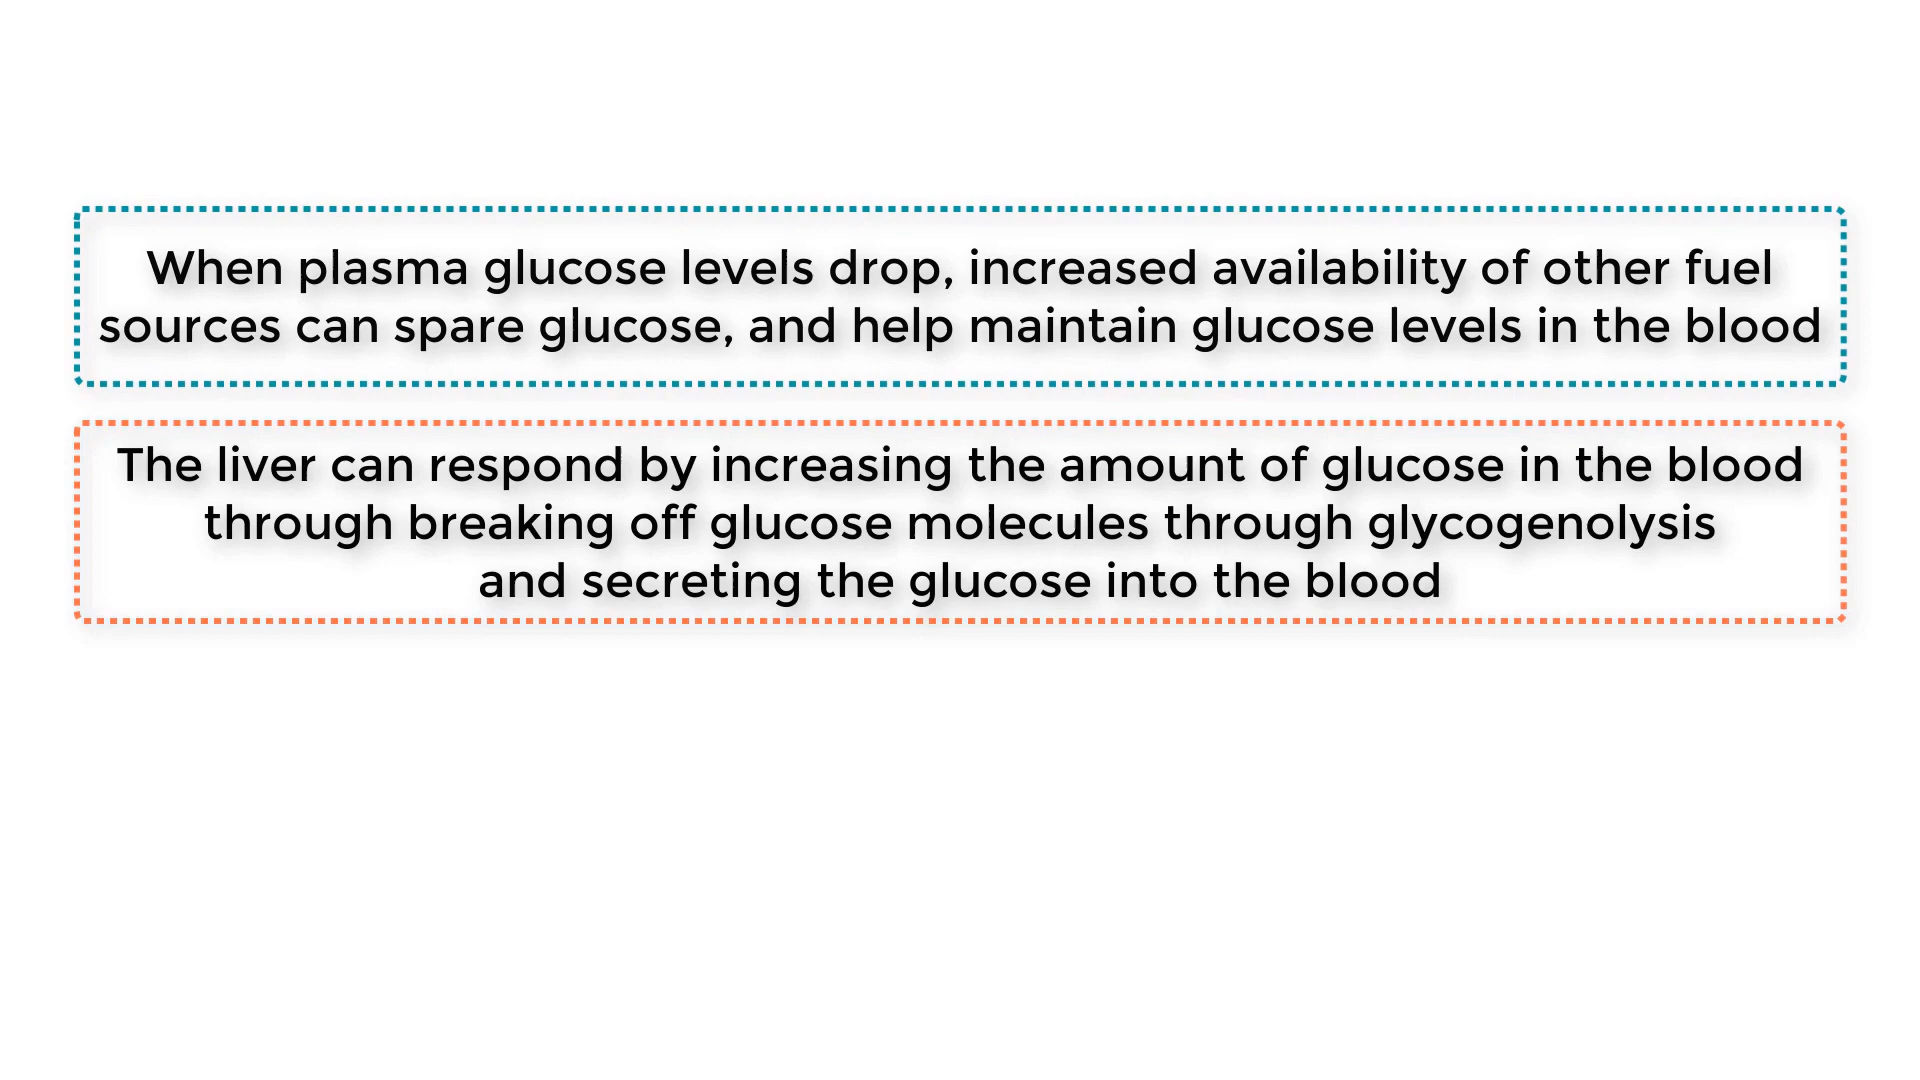 When plasma glucose levels drop, increased availability of other fuel
sources can spare glucose, and help maintain glucose levels in the blood
The liver can respond by increasing the amount of glucose in the blood
through breaking off glucose molecules through glycogenolysis
and secreting the glucose into the blood